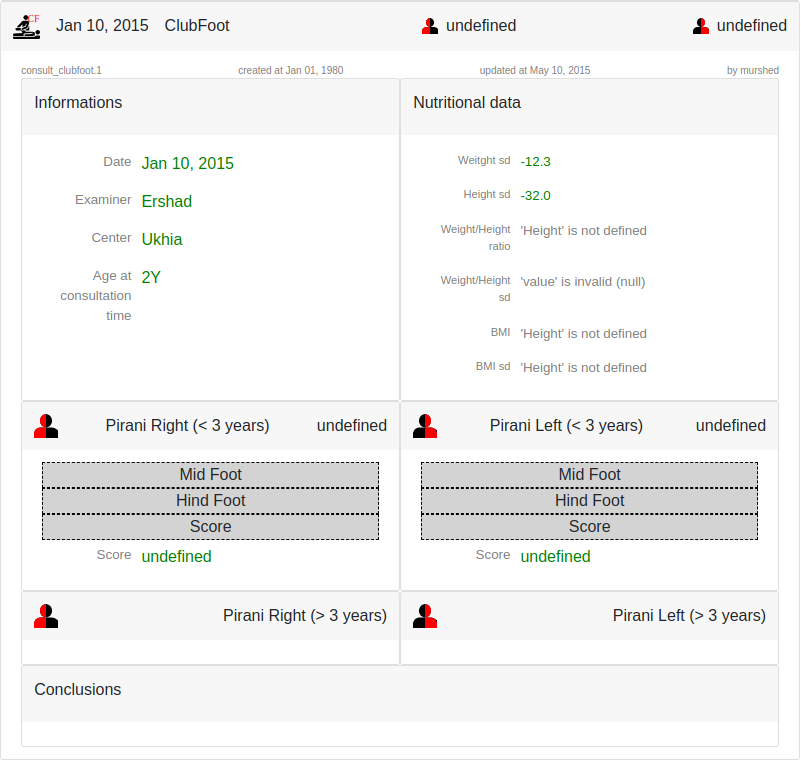 CF
Jan 10, 2015 ClubFoot undefined undefined
consult_clubfoot.1 created at Jan 01, 1980 updated at May 10, 2015 by murshed
Informations
Date Jan 10, 2015
Examiner Ershad
Center Ukhia
Age at 2Y
consultation
time
Nutritional data
Weitght sd -12.3
Height sd -32.0
Weight/Height 'Height' is not defined
ratio
Weight/Height 'value' is invalid (null)
sd
BMI 'Height' is not defined
BMI sd 'Height' is not defined
Pirani Right (< 3 years) undefined
Mid Foot
Hind Foot
Score
Score undefined
Pirani Left (< 3 years) undefined
Mid Foot
Hind Foot
Score
Score undefined
Pirani Right (> 3 years)
Pirani Left (> 3 years)
Conclusions